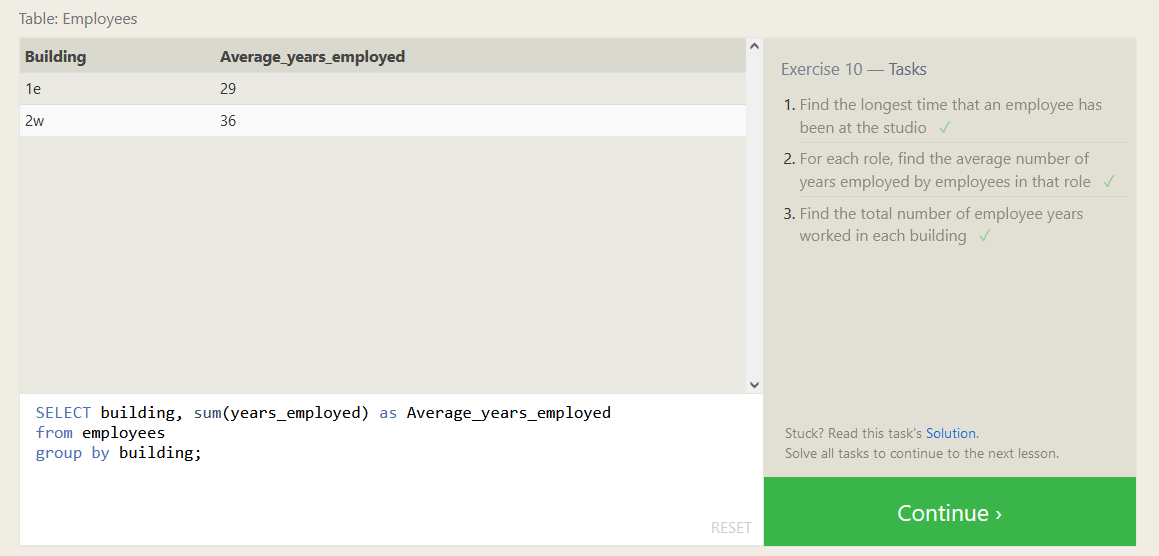 Table: Employees
Building Average_years_employed
1e 29
2w 36
SELECT building, sum(years_employed) as Average_years_employed
from employees
group by building;
RESET
Exercise 10 — Tasks
1. Find the longest time that an employee has
been at the studio ✓
2. For each role, find the average number of
years employed by employees in that role ✓
3. Find the total number of employee years
worked in each building ✓
Stuck? Read this task's Solution.
Solve all tasks to continue to the next lesson.
Continue ›